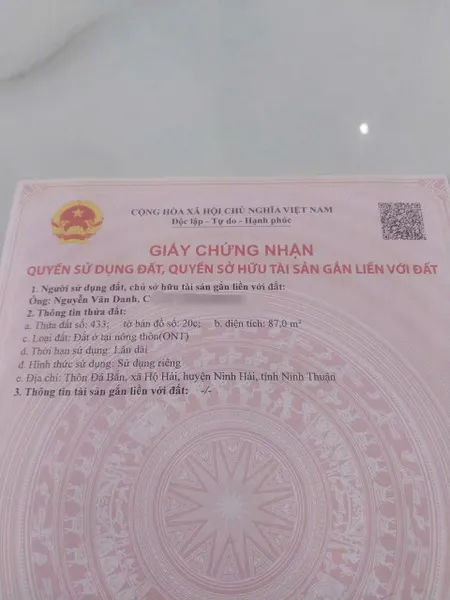 CỘNG HÒA XÃ HỘI CHỦ NGHĨA VIỆT NAM
Độc lập - Tự do - Hạnh phúc
GIẤY CHỨNG NHẬN
QUYỀN SỬ DỤNG ĐẤT, QUYỀN SỞ HỮU TÀI SẢN GẮN LIỀN VỚI ĐẤT
1. Người sử dụng đất, chủ sở hữu tài sản gắn liền với đất:
Ông: Nguyễn Văn Danh, C
2. Thông tin thửa đất:
a. Thửa đất số: 433; tờ bản đồ số: 20c; b. diện tích: 87,0 m²
c. Loại đất: Đất ở tại nông thôn(ONT)
d. Thời hạn sử dụng: Lâu dài
đ. Hình thức sử dụng: Sử dụng riêng
e. Địa chỉ: Thôn Đá Bắn, xã Hộ Hải, huyện Ninh Hải, tỉnh Ninh Thuận
3. Thông tin tài sản gắn liền với đất: -/-